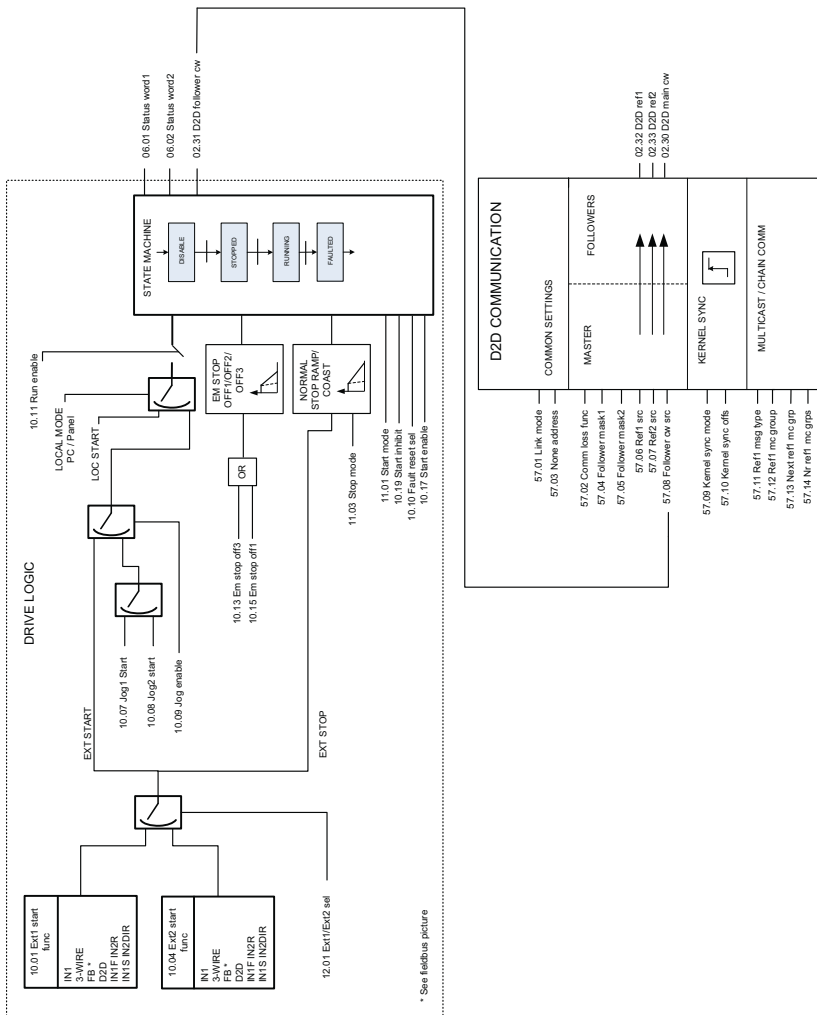 DRIVE LOGIC
10.01 Ext1 start
func
IN1
3-WIRE
FB *
D2D
IN1F IN2R
IN1S IN2DIR
10.04 Ext2 start
func
IN1
3-WIRE
FB *
D2D
IN1F IN2R
IN1S IN2DIR
12.01 Ext1/Ext2 sel
* See fieldbus picture
EXT START
EXT STOP
10.07 Jog1 Start
10.08 Jog2 start
10.09 Jog enable
10.13 Em stop off3
10.15 Em stop off1
OR
11.03 Stop mode
10.11 Run enable
LOCAL MODE
PC / Panel
LOC START
EM STOP
OFF1/OFF2/
OFF3
NORMAL
STOP RAMP/
COAST
11.01 Start mode
10.19 Start inhibit
10.10 Fault reset sel
10.17 Start enable
STATE MACHINE
DISABLE
STOPPED
RUNNING
FAULTED
06.01 Status word1
06.02 Status word2
02.31 D2D follower cw
D2D COMMUNICATION
57.01 Link mode
57.03 None address
COMMON SETTINGS
57.02 Comm loss func
57.04 Follower mask1
57.05 Follower mask2
57.06 Ref1 src
57.07 Ref2 src
57.08 Follower cw src
MASTER
FOLLOWERS
02.32 D2D ref1
02.33 D2D ref2
02.30 D2D main cw
57.09 Kernel sync mode
57.10 Kernel sync offs
KERNEL SYNC
57.11 Ref1 msg type
57.12 Ref1 mc group
57.13 Next ref1 mc grp
57.14 Nr ref1 mc grps
MULTICAST / CHAIN COMM